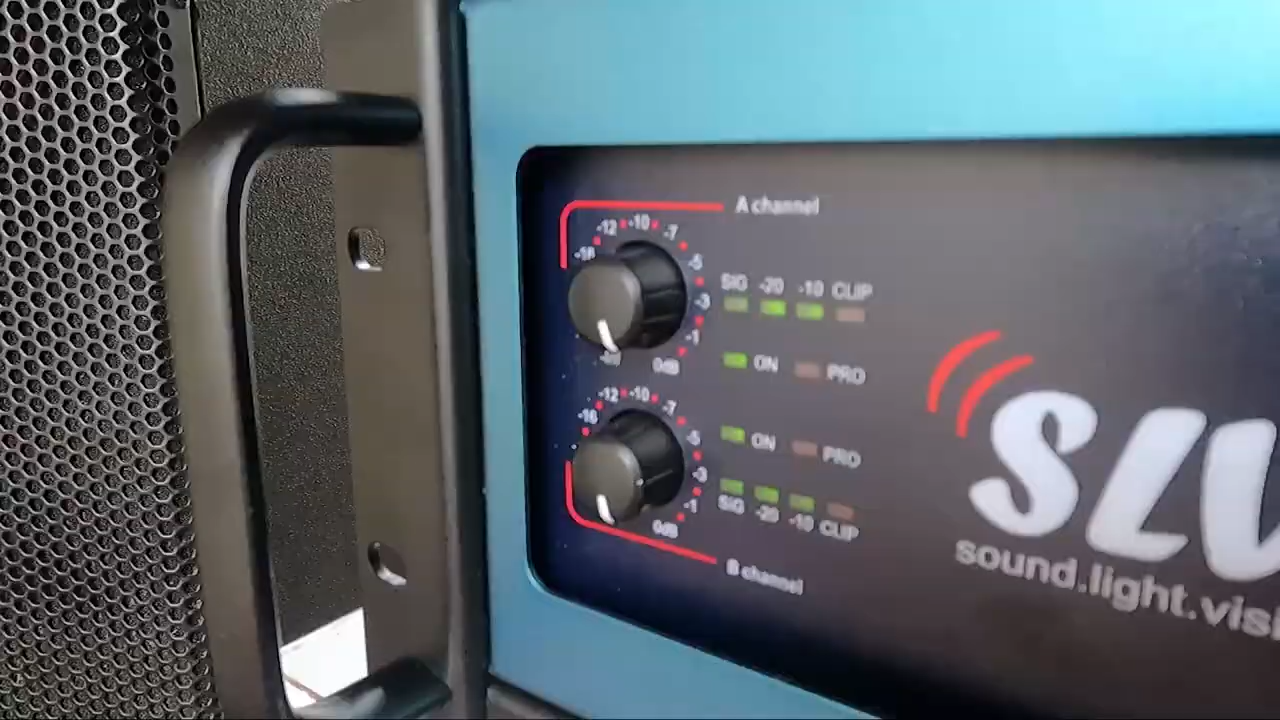 A channel
-12 -10 -7
-16 -5
-3
-1
0dB
SIG -20 -10 CLIP
ON PRO
-12 -10 -7
-16 -5
-3
-1
0dB
ON PRO
SIG -20 -10 CLIP
B channel
SLV
sound.light.visi